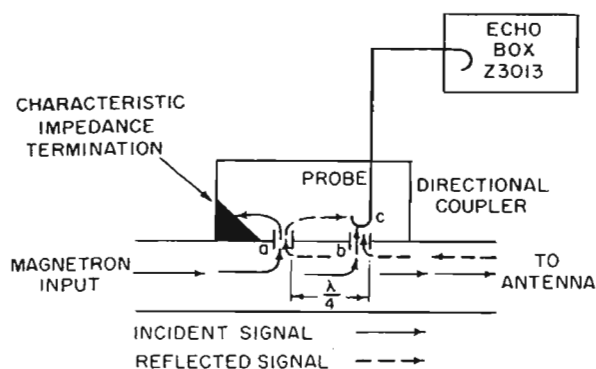 ECHO
BOX
Z3013
CHARACTERISTIC
IMPEDANCE
TERMINATION
PROBE
DIRECTIONAL
COUPLER
c
a
b
MAGNETRON
INPUT
λ
4
TO
ANTENNA
INCIDENT SIGNAL
REFLECTED SIGNAL